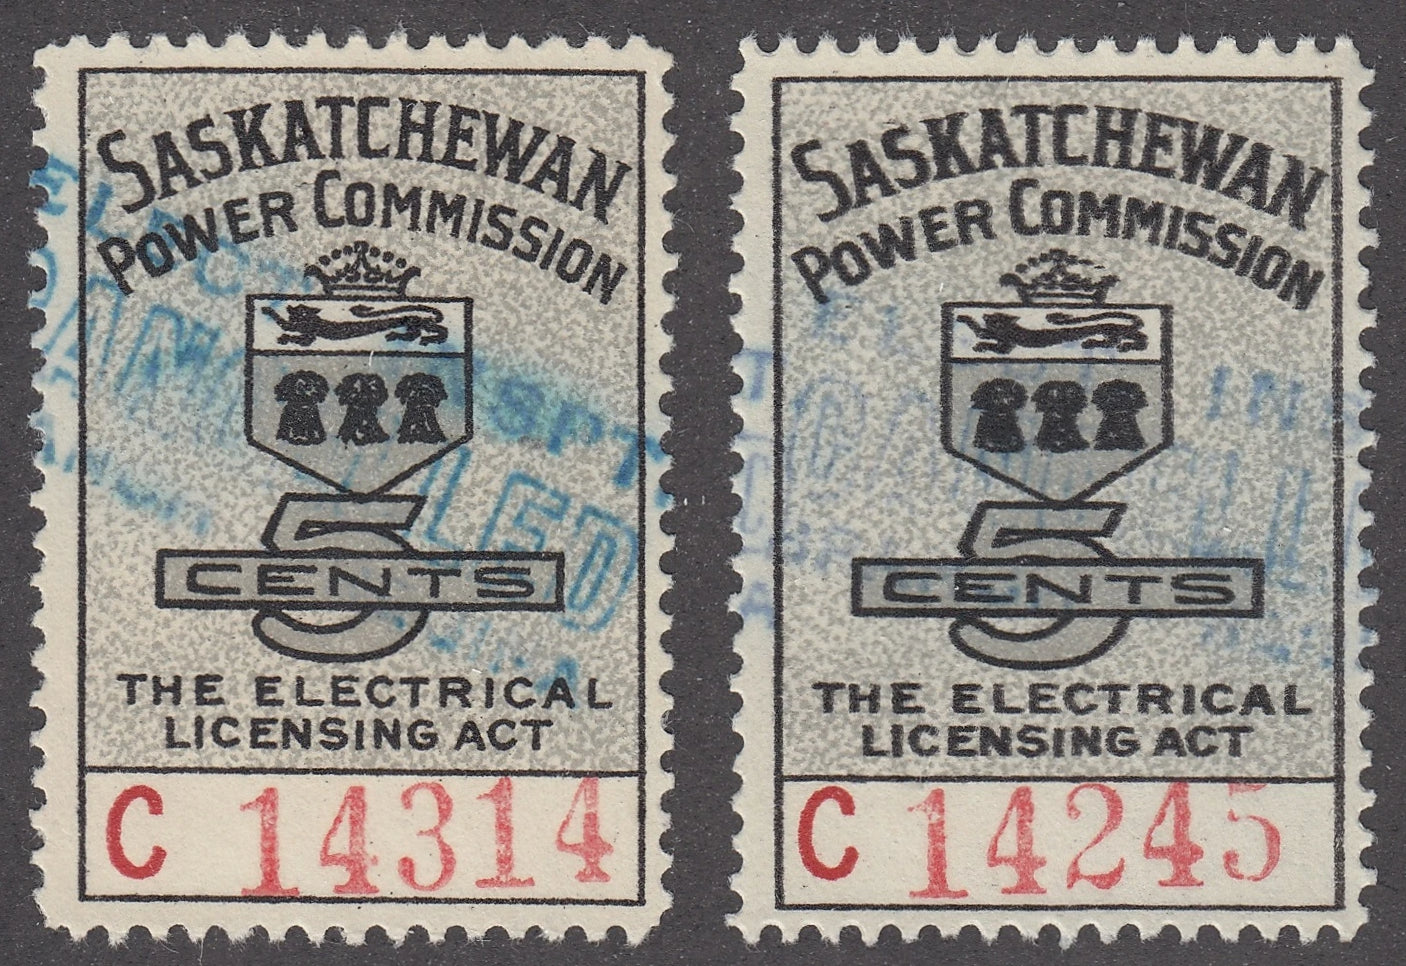 SASKATCHEWAN
POWER COMMISSION
5
CENTS
THE ELECTRICAL
LICENSING ACT
C 14314
CANCELLED
SASKATCHEWAN
POWER COMMISSION
5
CENTS
THE ELECTRICAL
LICENSING ACT
C 14245